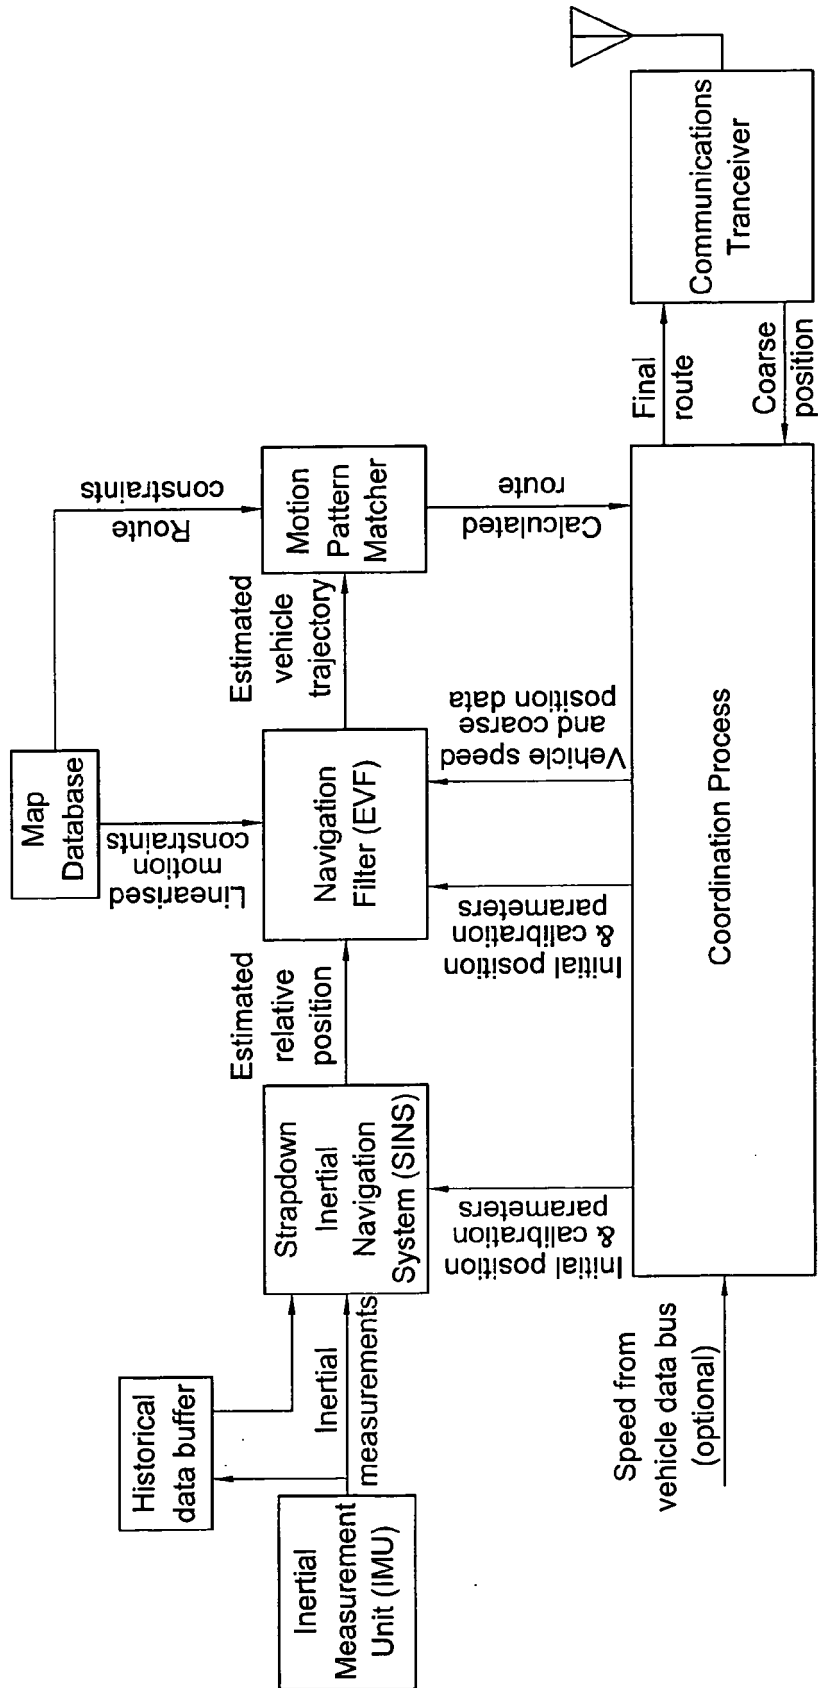 Map
Database
Linearised
motion
constraints
Route
constraints
Historical
data buffer
Inertial
Measurement
Unit (IMU)
Inertial
measurements
Strapdown
Inertial
Navigation
System (SINS)
Estimated
relative
position
Navigation
Filter (EVF)
Estimated
vehicle
trajectory
Motion
Pattern
Matcher
Initial position
& calibration
parameters
Initial position
& calibration
parameters
Vehicle speed
and coarse
position data
Calculated
route
Speed from
vehicle data bus
(optional)
Coordination Process
Final
route
Coarse
position
Communications
Tranceiver